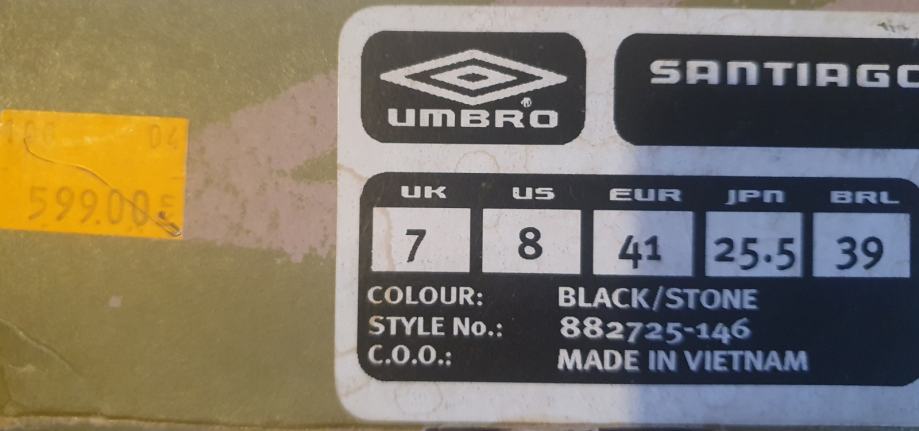 UMBRO
SANTIAGO
04
599.00
UK US EUR JPN BRL
7 8 41 25.5 39
COLOUR: BLACK/STONE
STYLE No.: 882725-146
C.O.O.: MADE IN VIETNAM